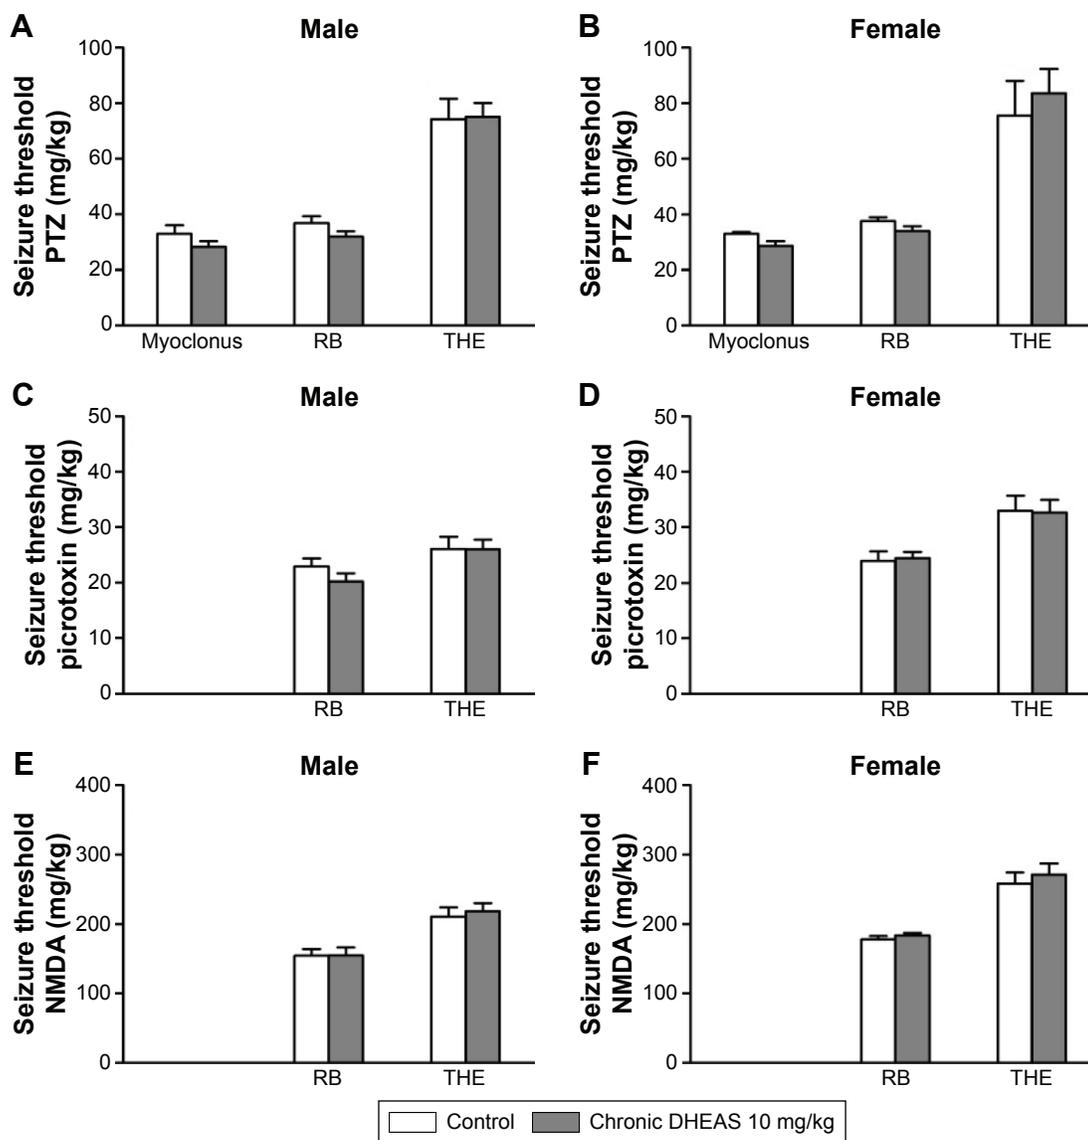 A
Male
Seizure threshold
PTZ (mg/kg)
100
80
60
40
20
0
Myoclonus
RB
THE
B
Female
Seizure threshold
PTZ (mg/kg)
100
80
60
40
20
0
Myoclonus
RB
THE
C
Male
Seizure threshold
picrotoxin (mg/kg)
50
40
30
20
10
0
RB
THE
D
Female
Seizure threshold
picrotoxin (mg/kg)
50
40
30
20
10
0
RB
THE
E
Male
Seizure threshold
NMDA (mg/kg)
400
300
200
100
0
RB
THE
F
Female
Seizure threshold
NMDA (mg/kg)
400
300
200
100
0
RB
THE
Control
Chronic DHEAS 10 mg/kg